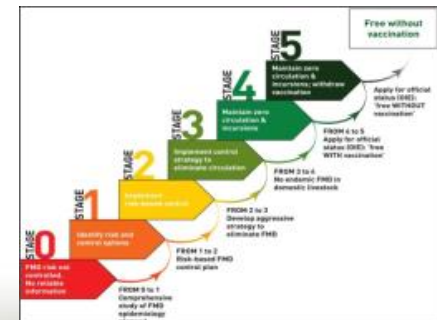 Free without
vaccination
STAGE 5
Maintain zero
circulation &
incursions; withdraw
vaccination
Apply for official
status (OIE):
'free WITHOUT
vaccination'
STAGE 4
Maintain zero
circulation &
incursions
FROM 4 to 5
Apply for official
status (OIE): 'free
WITH vaccination'
STAGE 3
Implement control
strategy to
eliminate circulation
FROM 3 to 4
No endemic FMD in
domestic livestock
STAGE 2
Implement
risk-based control
FROM 2 to 3
Develop aggressive
strategy to
eliminate FMD
STAGE 1
Identify risk and
control options
FROM 1 to 2
Risk-based FMD
control plan
STAGE 0
FMD risk not
controlled.
No reliable
information
FROM 0 to 1
Comprehensive
study of FMD
epidemiology